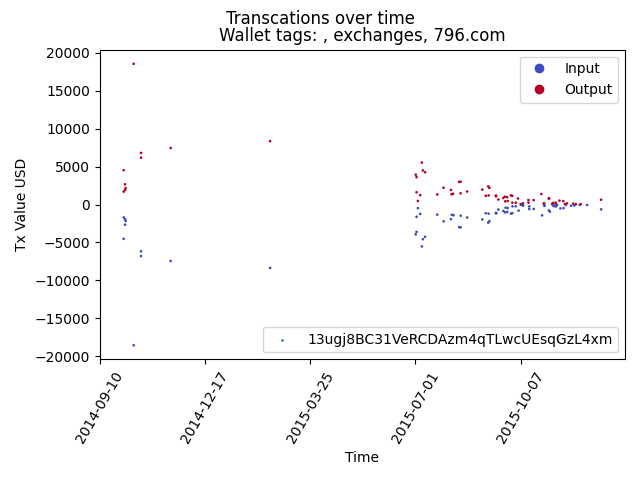 Transcations over time
Wallet tags: , exchanges, 796.com
20000
15000
10000
5000
0
−5000
−10000
−15000
−20000
Tx Value USD
Input
Output
13ugj8BC31VeRCDAzm4qTLwcUEsqGzL4xm
2014-09-10
2014-12-17
2015-03-25
2015-07-01
2015-10-07
Time